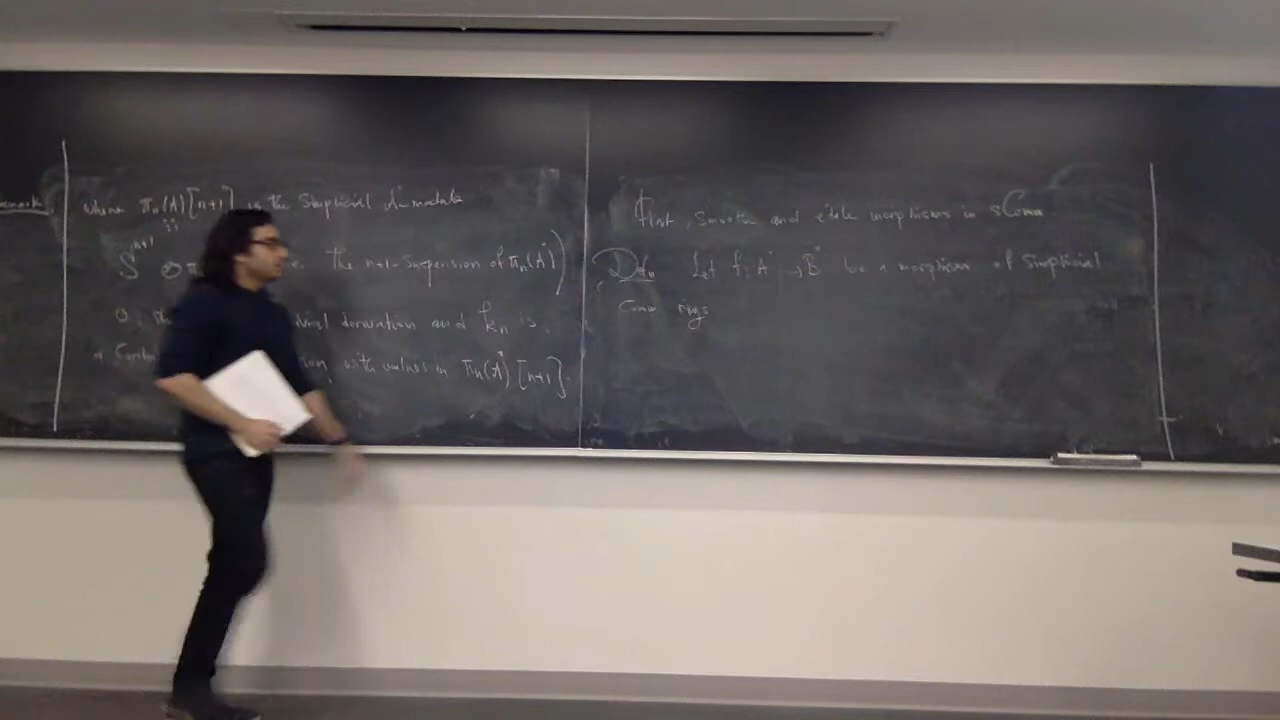 where πn(A)[n+1] is the simplicial A-module
S^{n+1} ⊗ π the n+1-suspension of πn(A))
0, derivation and kn is
a with values in πn(A)[n+1].
Flat, Smooth and étale morphisms in sComm.
Defn Let f: A → B be a morphism of simplicial
Comm rings